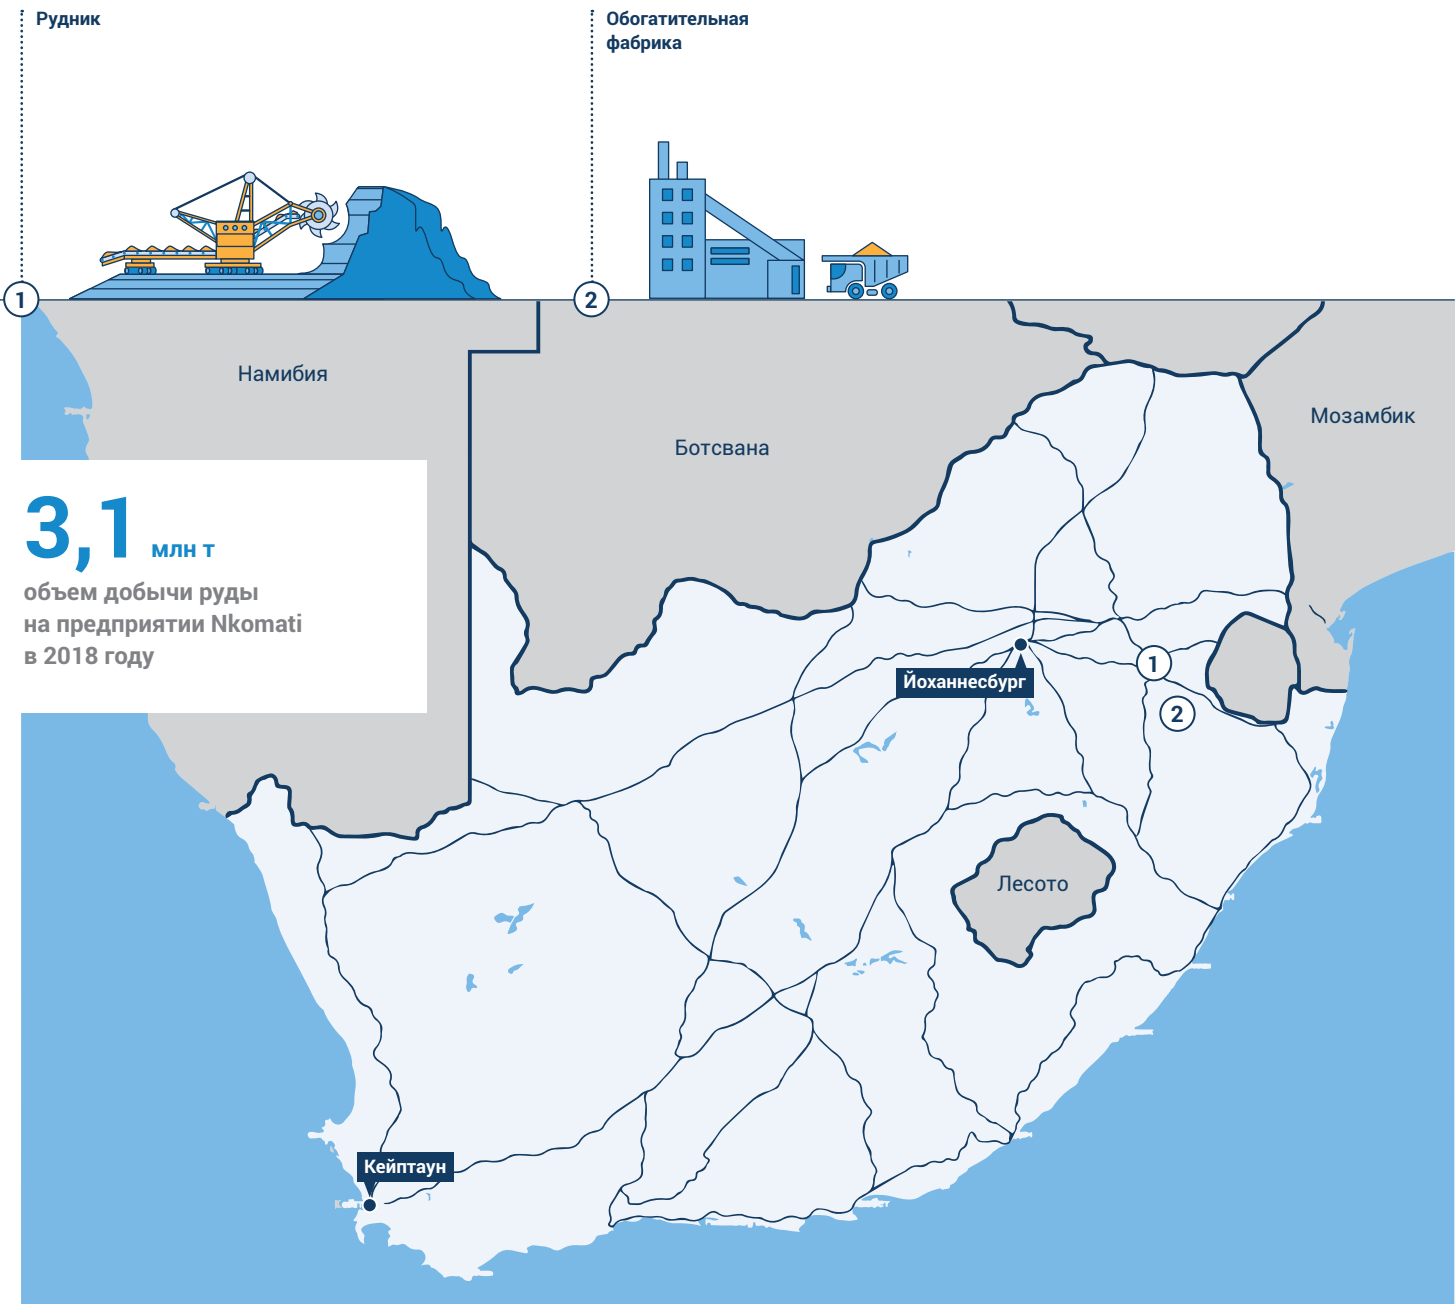 Рудник
Обогатительная
фабрика
1
2
Намибия
Ботсвана
Мозамбик
3,1 млн т
объем добычи руды
на предприятии Nkomati
в 2018 году
1
Йоханнесбург
2
Лесото
Кейптаун